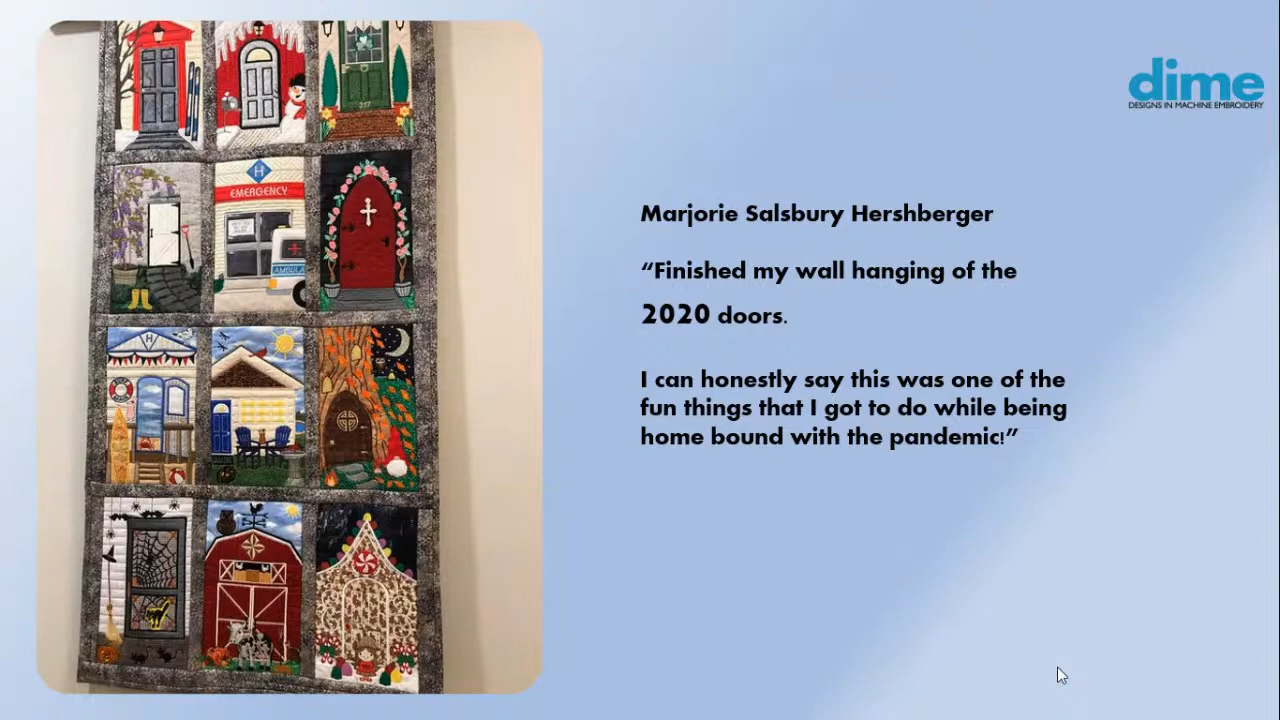 dime
DESIGNS IN MACHINE EMBROIDERY
Marjorie Salsbury Hershberger
“Finished my wall hanging of the
2020 doors.
I can honestly say this was one of the
fun things that I got to do while being
home bound with the pandemic!”
317
H
EMERGENCY
AMBULA
H